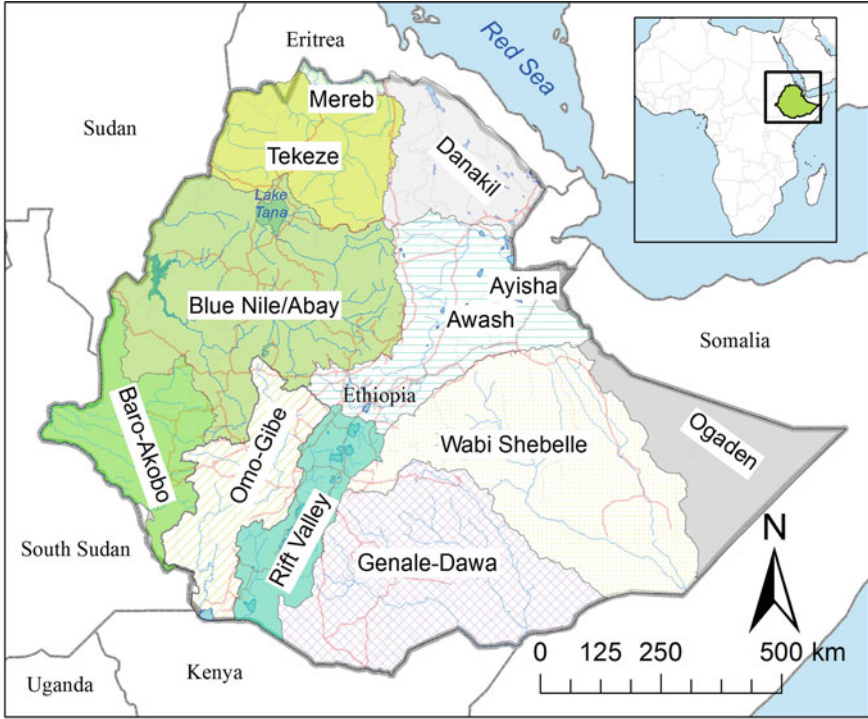 Eritrea
Red Sea
Sudan
Mereb
Tekeze
Danakil
Lake
Tana
Blue Nile/Abay
Ayisha
Awash
Somalia
Ethiopia
Baro-Akobo
Omo-Gibe
Wabi Shebelle
Ogaden
Rift Valley
South Sudan
Genale-Dawa
N
Kenya
Uganda
0 125 250 500 km